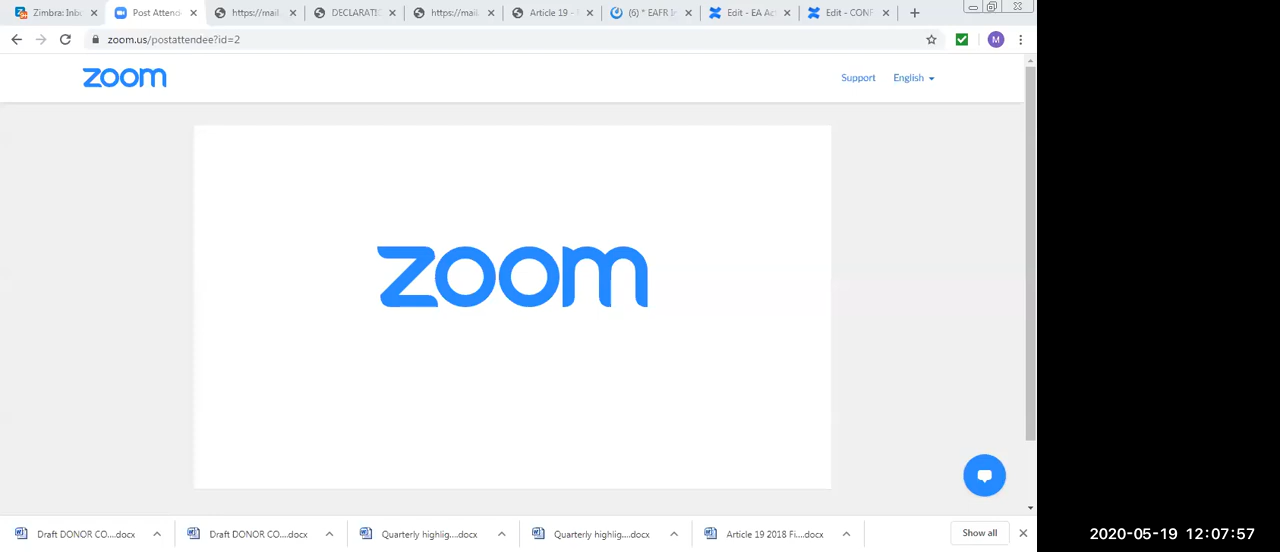 Zimbra: Inb
Post Attend
https://mail.
DECLARATI
https://mail.
Article 19 -
(6) * EAFR In
Edit - EA Ac
Edit - CONF
zoom.us/postattendee?id=2
M
zoom
Support
English
zoom
Draft DONOR CO....docx
Draft DONOR CO....docx
Quarterly highlig....docx
Quarterly highlig....docx
Article 19 2018 Fi....docx
Show all
2020-05-19 12:07:57